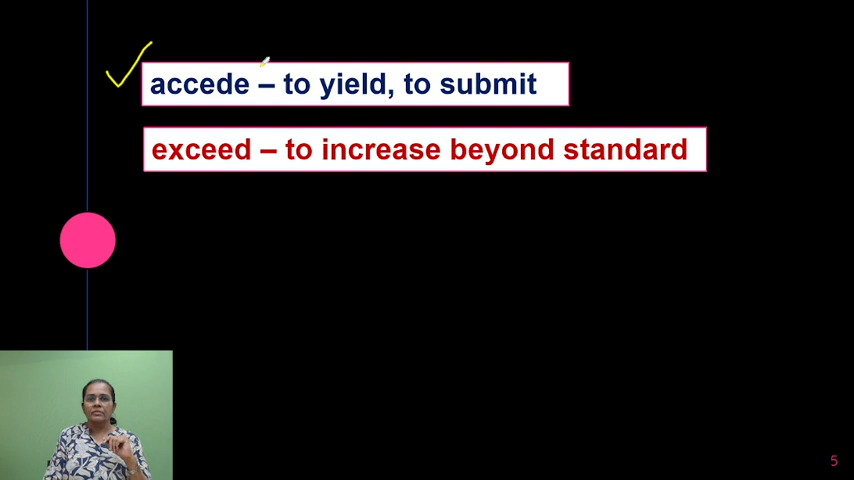 accede – to yield, to submit
exceed – to increase beyond standard
5